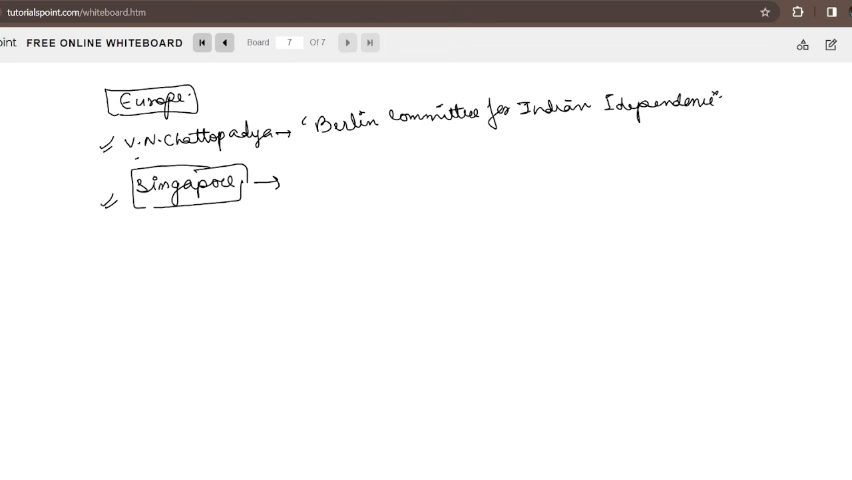 tutorialspoint.com/whiteboard.htm
oint FREE ONLINE WHITEBOARD Board 7 Of 7
Europe.
V.N.Chattopadya → "Berlin committee for Indian Idependence".
Singapore →